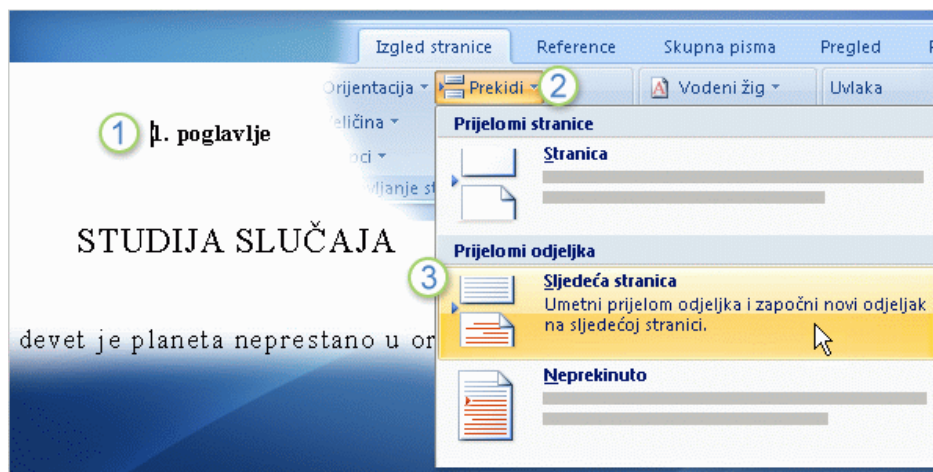 Izgled stranice Reference Skupna pisma Pregled
Orijentacija Prekidi 2 Vodeni žig Uvlaka
1 1. poglavlje
Prijelomi stranice
Stranica
STUDIJA SLUČAJA
Prijelomi odjeljka
3 Sljedeća stranica
Umetni prijelom odjeljka i započni novi odjeljak
na sljedećoj stranici.
devet je planeta neprestano u or
Neprekinuto